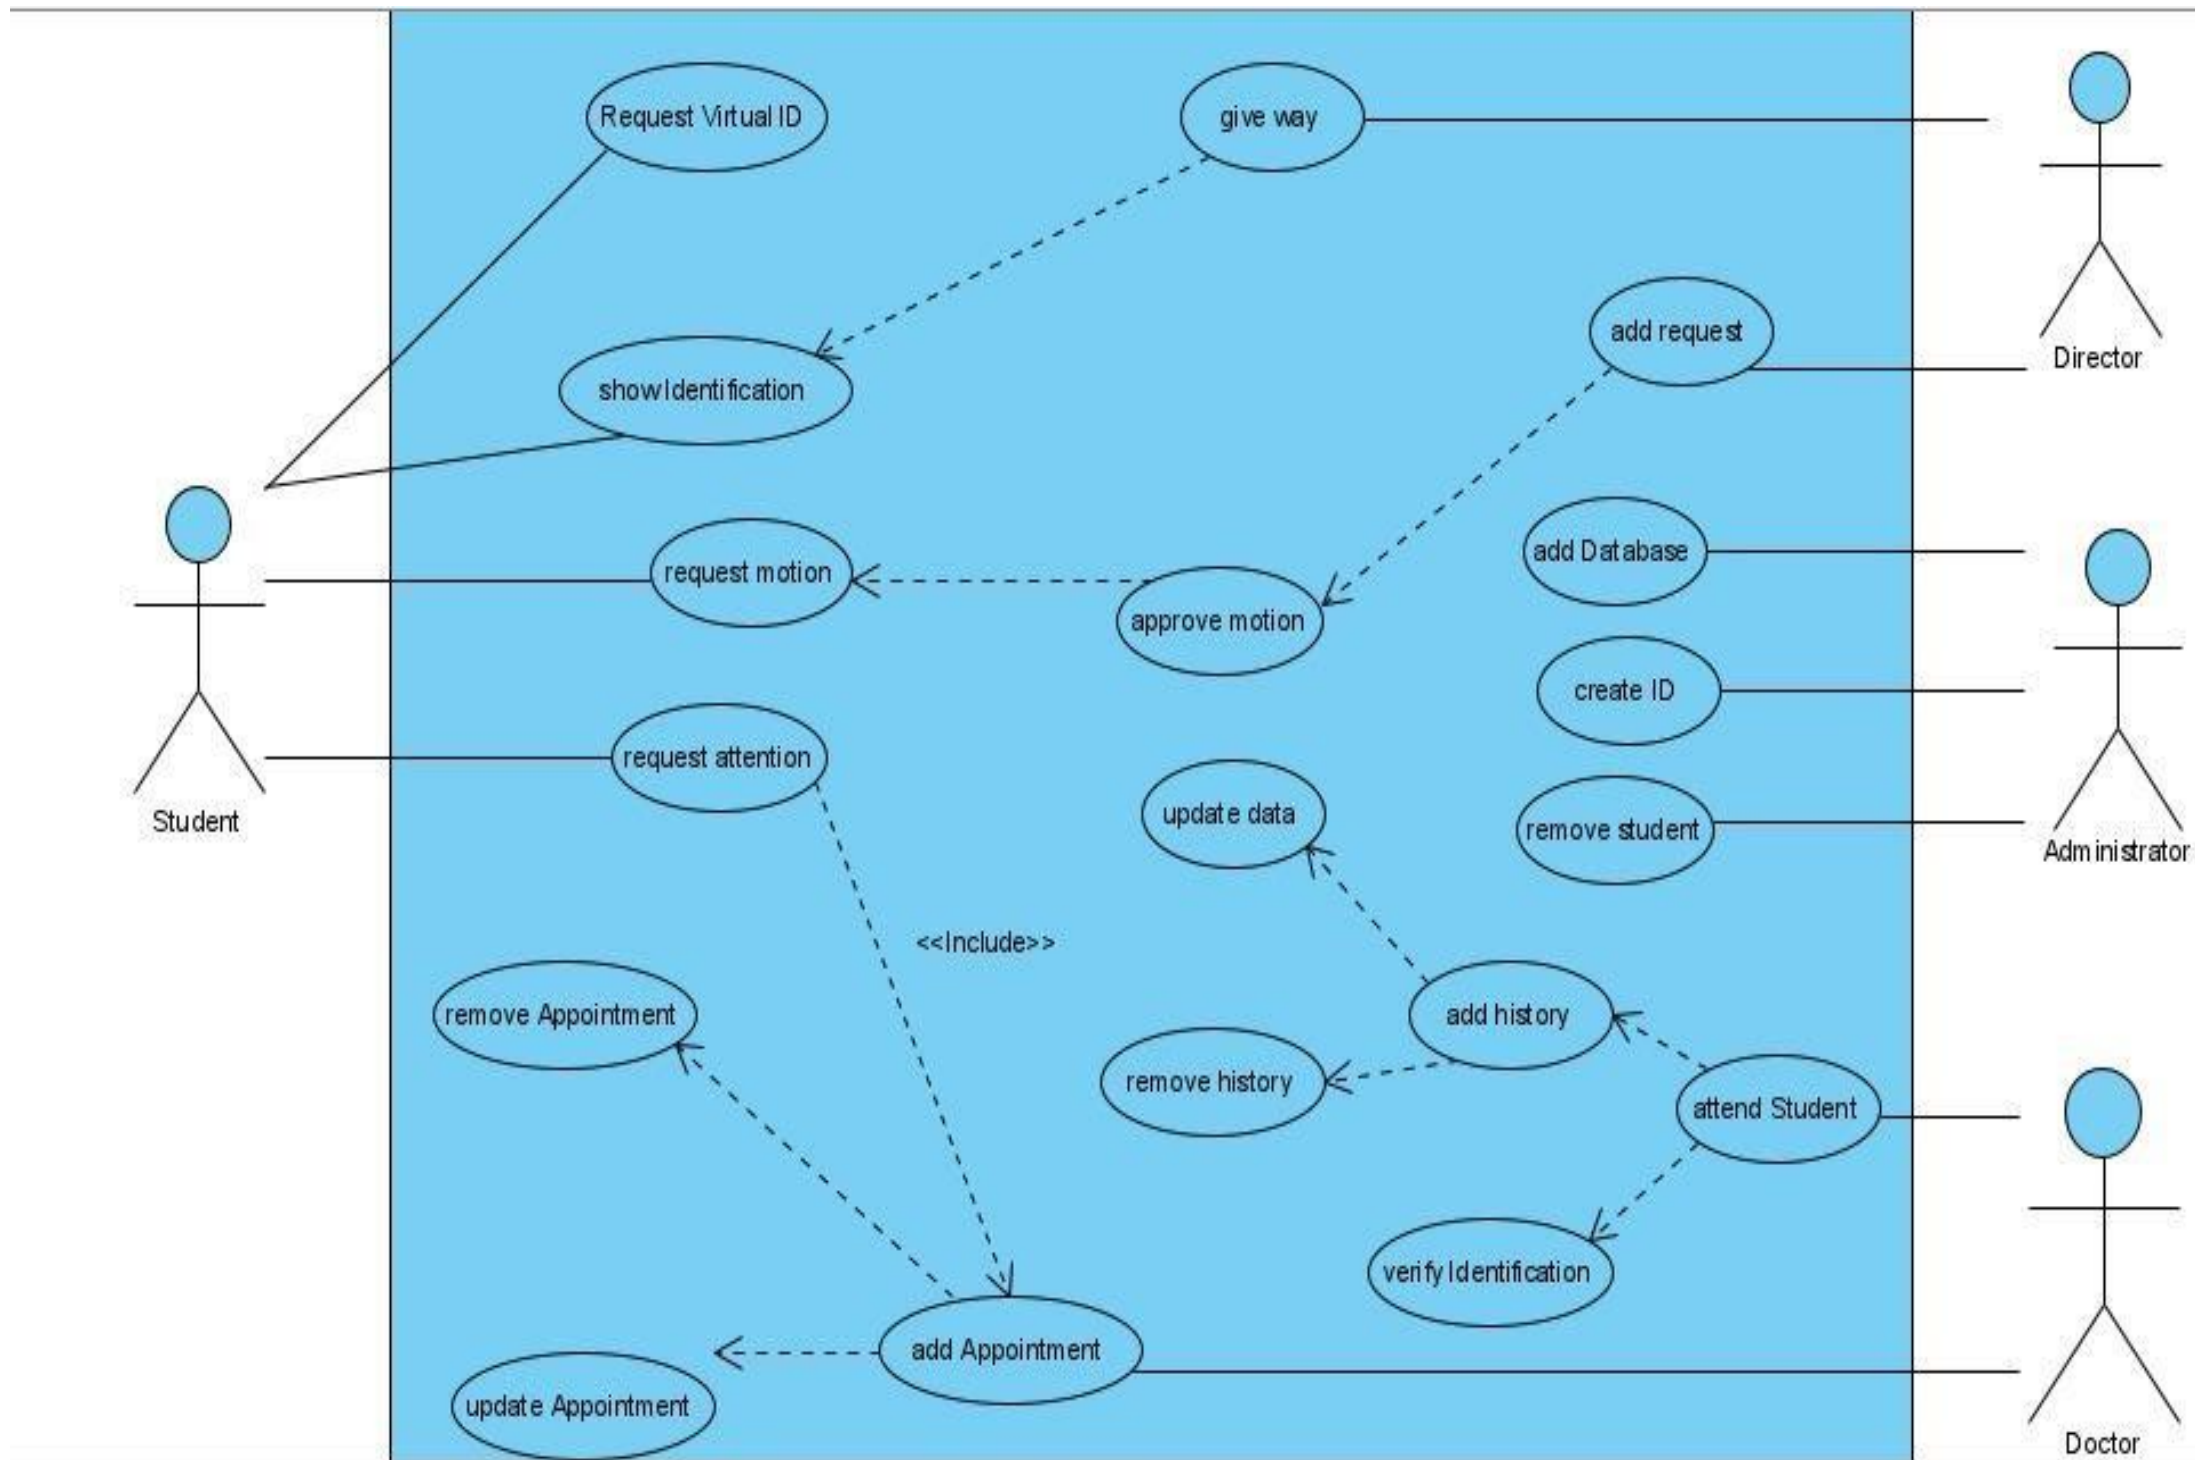 Request Virtual ID
give way
add request
Director
show Identification
add Database
request motion
approve motion
create ID
request attention
update data
remove student
Student
Administrator
<<Include>>
remove Appointment
add history
remove history
attend Student
verify Identification
add Appointment
update Appointment
Doctor